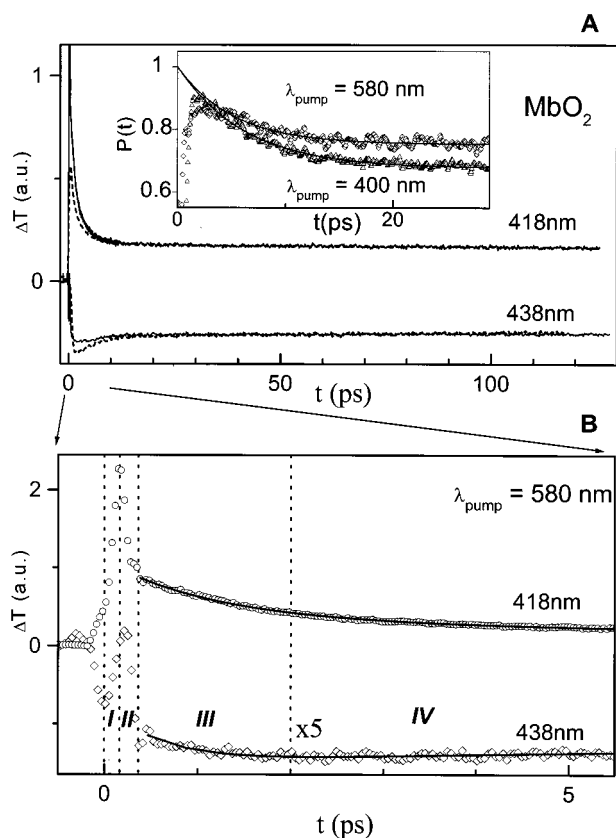 A
1
ΔT (a.u.)
0
1
0.8
0.6
P(t)
λpump = 580 nm
λpump = 400 nm
0
20
t(ps)
MbO₂
418nm
438nm
0
50
100
t (ps)
B
2
ΔT (a.u.)
0
λpump = 580 nm
418nm
I II III x5 IV 438nm
0
5
t (ps)